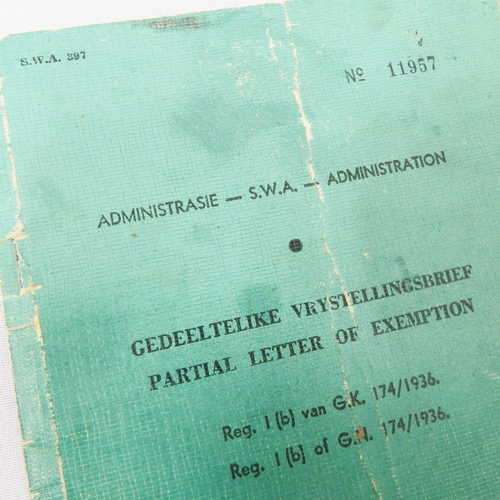 S.W.A. 397
Nº 11957
ADMINISTRASIE — S.W.A. — ADMINISTRATION
GEDEELTELIKE VRYSTELLINGSBRIEF
PARTIAL LETTER OF EXEMPTION
Reg. I (b) van G.K. 174/1936.
Reg. I (b) of G.N. 174/1936.